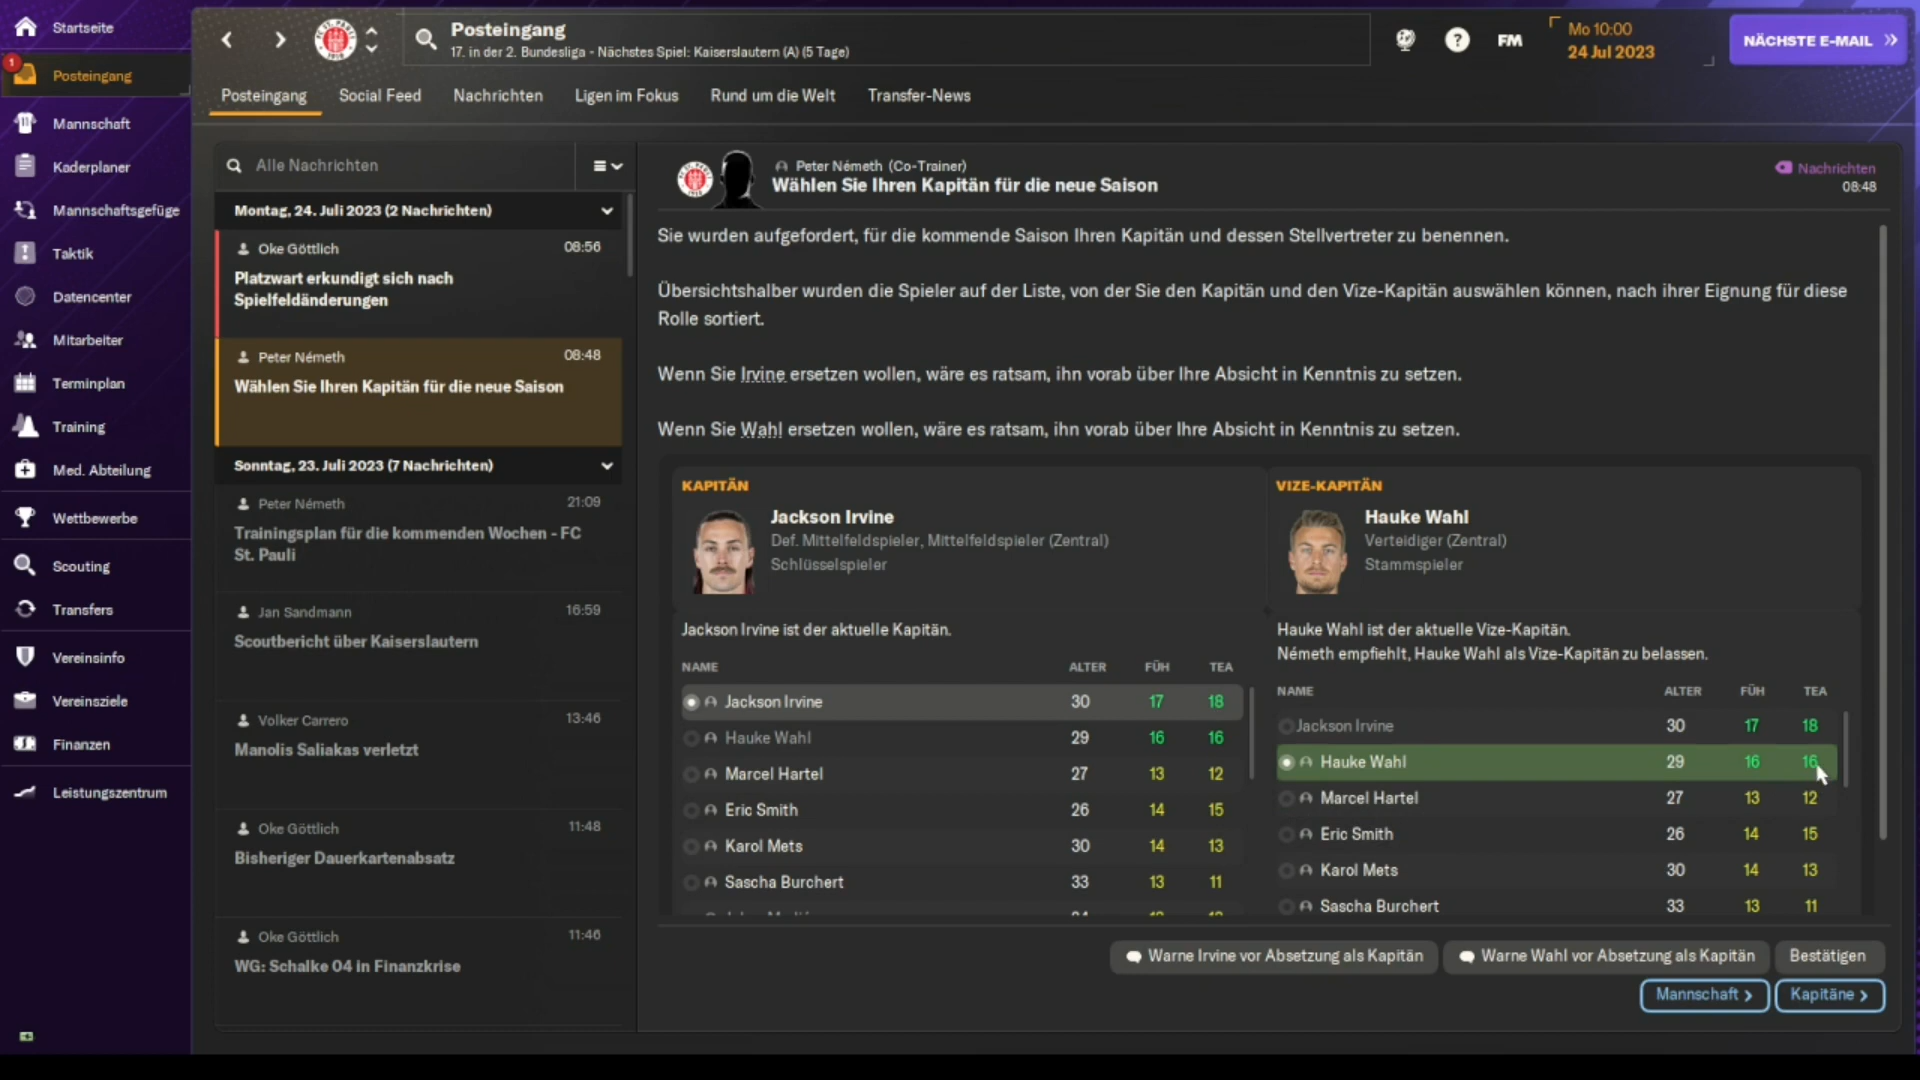 Startseite
1
Posteingang
Mannschaft
Kaderplaner
Mannschaftsgefüge
Taktik
Datencenter
Mitarbeiter
Terminplan
Training
Med. Abteilung
Wettbewerbe
Scouting
Transfers
Vereinsinfo
Vereinsziele
Finanzen
Leistungszentrum
Posteingang
17. in der 2. Bundesliga - Nächstes Spiel: Kaiserslautern (A) (5 Tage)
?
FM
Mo 10:00
24 Jul 2023
NÄCHSTE E-MAIL
Posteingang Social Feed Nachrichten Ligen im Fokus Rund um die Welt Transfer-News
Alle Nachrichten
Montag, 24. Juli 2023 (2 Nachrichten)
Oke Göttlich 08:56
Platzwart erkundigt sich nach
Spielfeldänderungen
Peter Németh 08:48
Wählen Sie Ihren Kapitän für die neue Saison
Sonntag, 23. Juli 2023 (7 Nachrichten)
Peter Németh 21:09
Trainingsplan für die kommenden Wochen - FC
St. Pauli
Jan Sandmann 16:59
Scoutbericht über Kaiserslautern
Volker Carrero 13:46
Manolis Saliakas verletzt
Oke Göttlich 11:48
Bisheriger Dauerkartenabsatz
Oke Göttlich 11:46
WG: Schalke 04 in Finanzkrise
Peter Németh (Co-Trainer)
Wählen Sie Ihren Kapitän für die neue Saison
Nachrichten
08:48
Sie wurden aufgefordert, für die kommende Saison Ihren Kapitän und dessen Stellvertreter zu benennen.
Übersichtshalber wurden die Spieler auf der Liste, von der Sie den Kapitän und den Vize-Kapitän auswählen können, nach ihrer Eignung für diese
Rolle sortiert.
Wenn Sie Irvine ersetzen wollen, wäre es ratsam, ihn vorab über Ihre Absicht in Kenntnis zu setzen.
Wenn Sie Wahl ersetzen wollen, wäre es ratsam, ihn vorab über Ihre Absicht in Kenntnis zu setzen.
KAPITÄN
Jackson Irvine
Def. Mittelfeldspieler, Mittelfeldspieler (Zentral)
Schlüsselspieler
Jackson Irvine ist der aktuelle Kapitän.
NAME ALTER FÜH TEA
Jackson Irvine 30 17 18
Hauke Wahl 29 16 16
Marcel Hartel 27 13 12
Eric Smith 26 14 15
Karol Mets 30 14 13
Sascha Burchert 33 13 11
VIZE-KAPITÄN
Hauke Wahl
Verteidiger (Zentral)
Stammspieler
Hauke Wahl ist der aktuelle Vize-Kapitän.
Németh empfiehlt, Hauke Wahl als Vize-Kapitän zu belassen.
NAME ALTER FÜH TEA
Jackson Irvine 30 17 18
Hauke Wahl 29 16 16
Marcel Hartel 27 13 12
Eric Smith 26 14 15
Karol Mets 30 14 13
Sascha Burchert 33 13 11
Warne Irvine vor Absetzung als Kapitän Warne Wahl vor Absetzung als Kapitän Bestätigen
Mannschaft Kapitäne